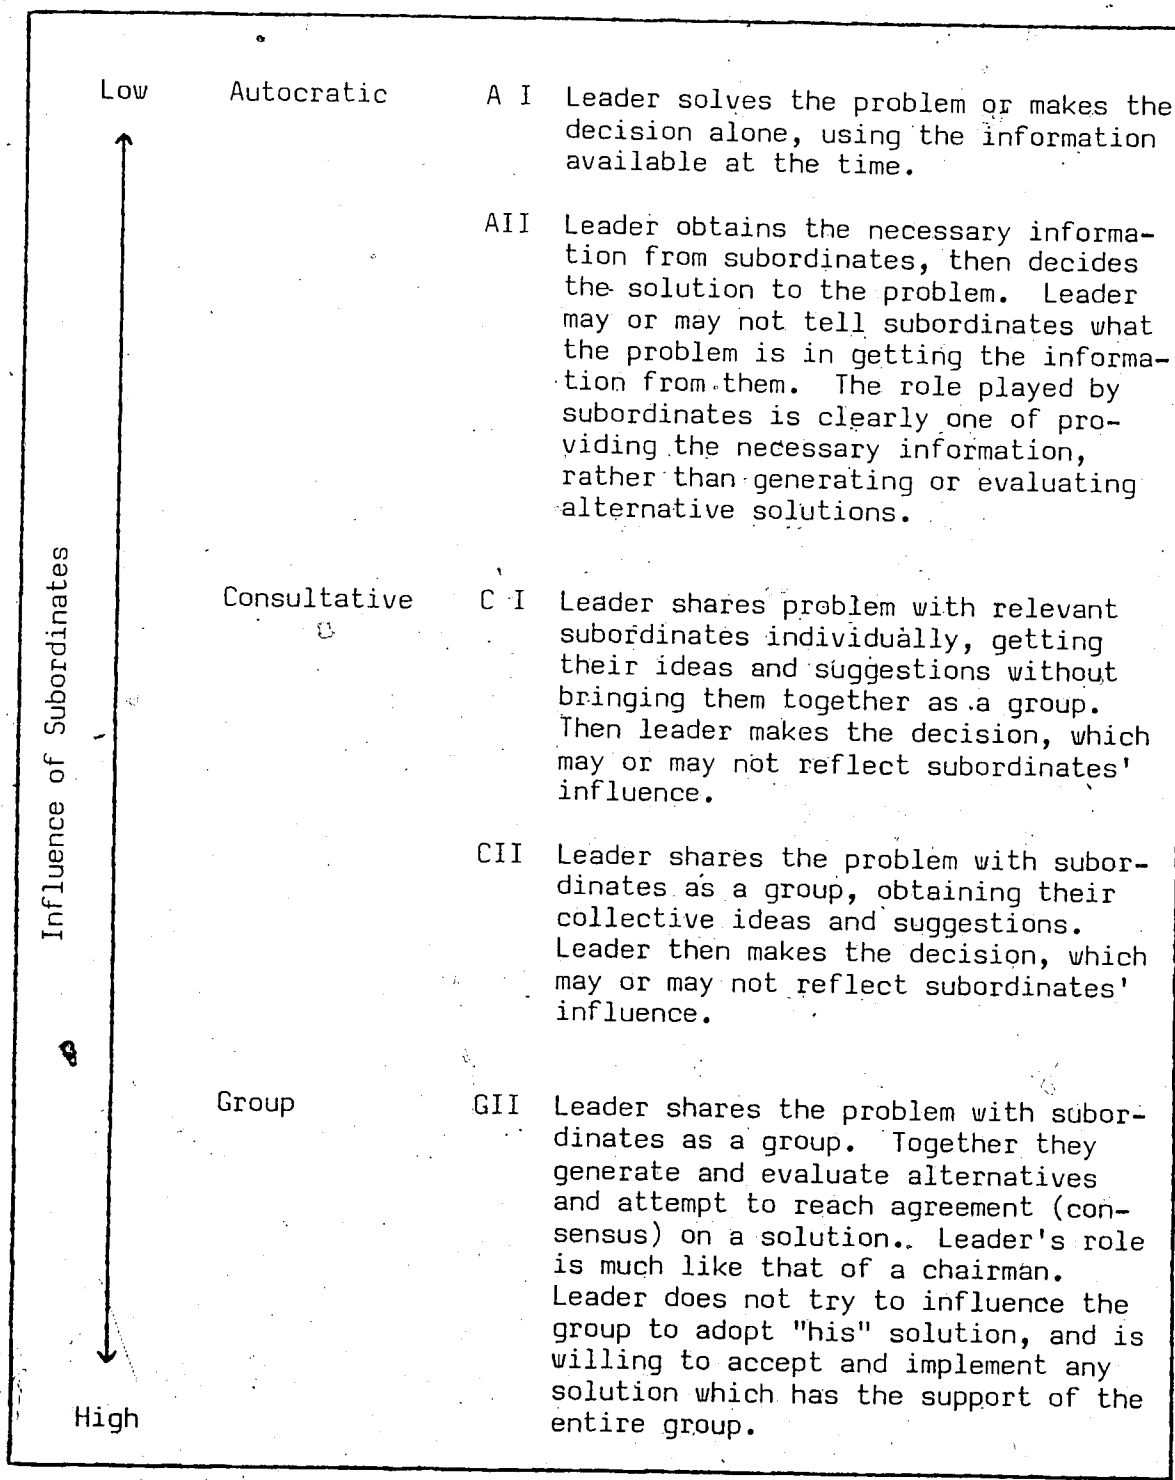 Low Autocratic A I Leader solves the problem or makes the
decision alone, using the information
available at the time.
AII Leader obtains the necessary informa-
tion from subordinates, then decides
the solution to the problem. Leader
may or may not tell subordinates what
the problem is in getting the informa-
tion from them. The role played by
subordinates is clearly one of pro-
viding the necessary information,
rather than generating or evaluating
alternative solutions.
Influence of Subordinates
Consultative C I Leader shares problem with relevant
subordinates individually, getting
their ideas and suggestions without
bringing them together as a group.
Then leader makes the decision, which
may or may not reflect subordinates'
influence.
CII Leader shares the problem with subor-
dinates as a group, obtaining their
collective ideas and suggestions.
Leader then makes the decision, which
may or may not reflect subordinates'
influence.
Group GII Leader shares the problem with subor-
dinates as a group. Together they
generate and evaluate alternatives
and attempt to reach agreement (con-
sensus) on a solution. Leader's role
is much like that of a chairman.
Leader does not try to influence the
group to adopt "his" solution, and is
willing to accept and implement any
solution which has the support of the
entire group.
High